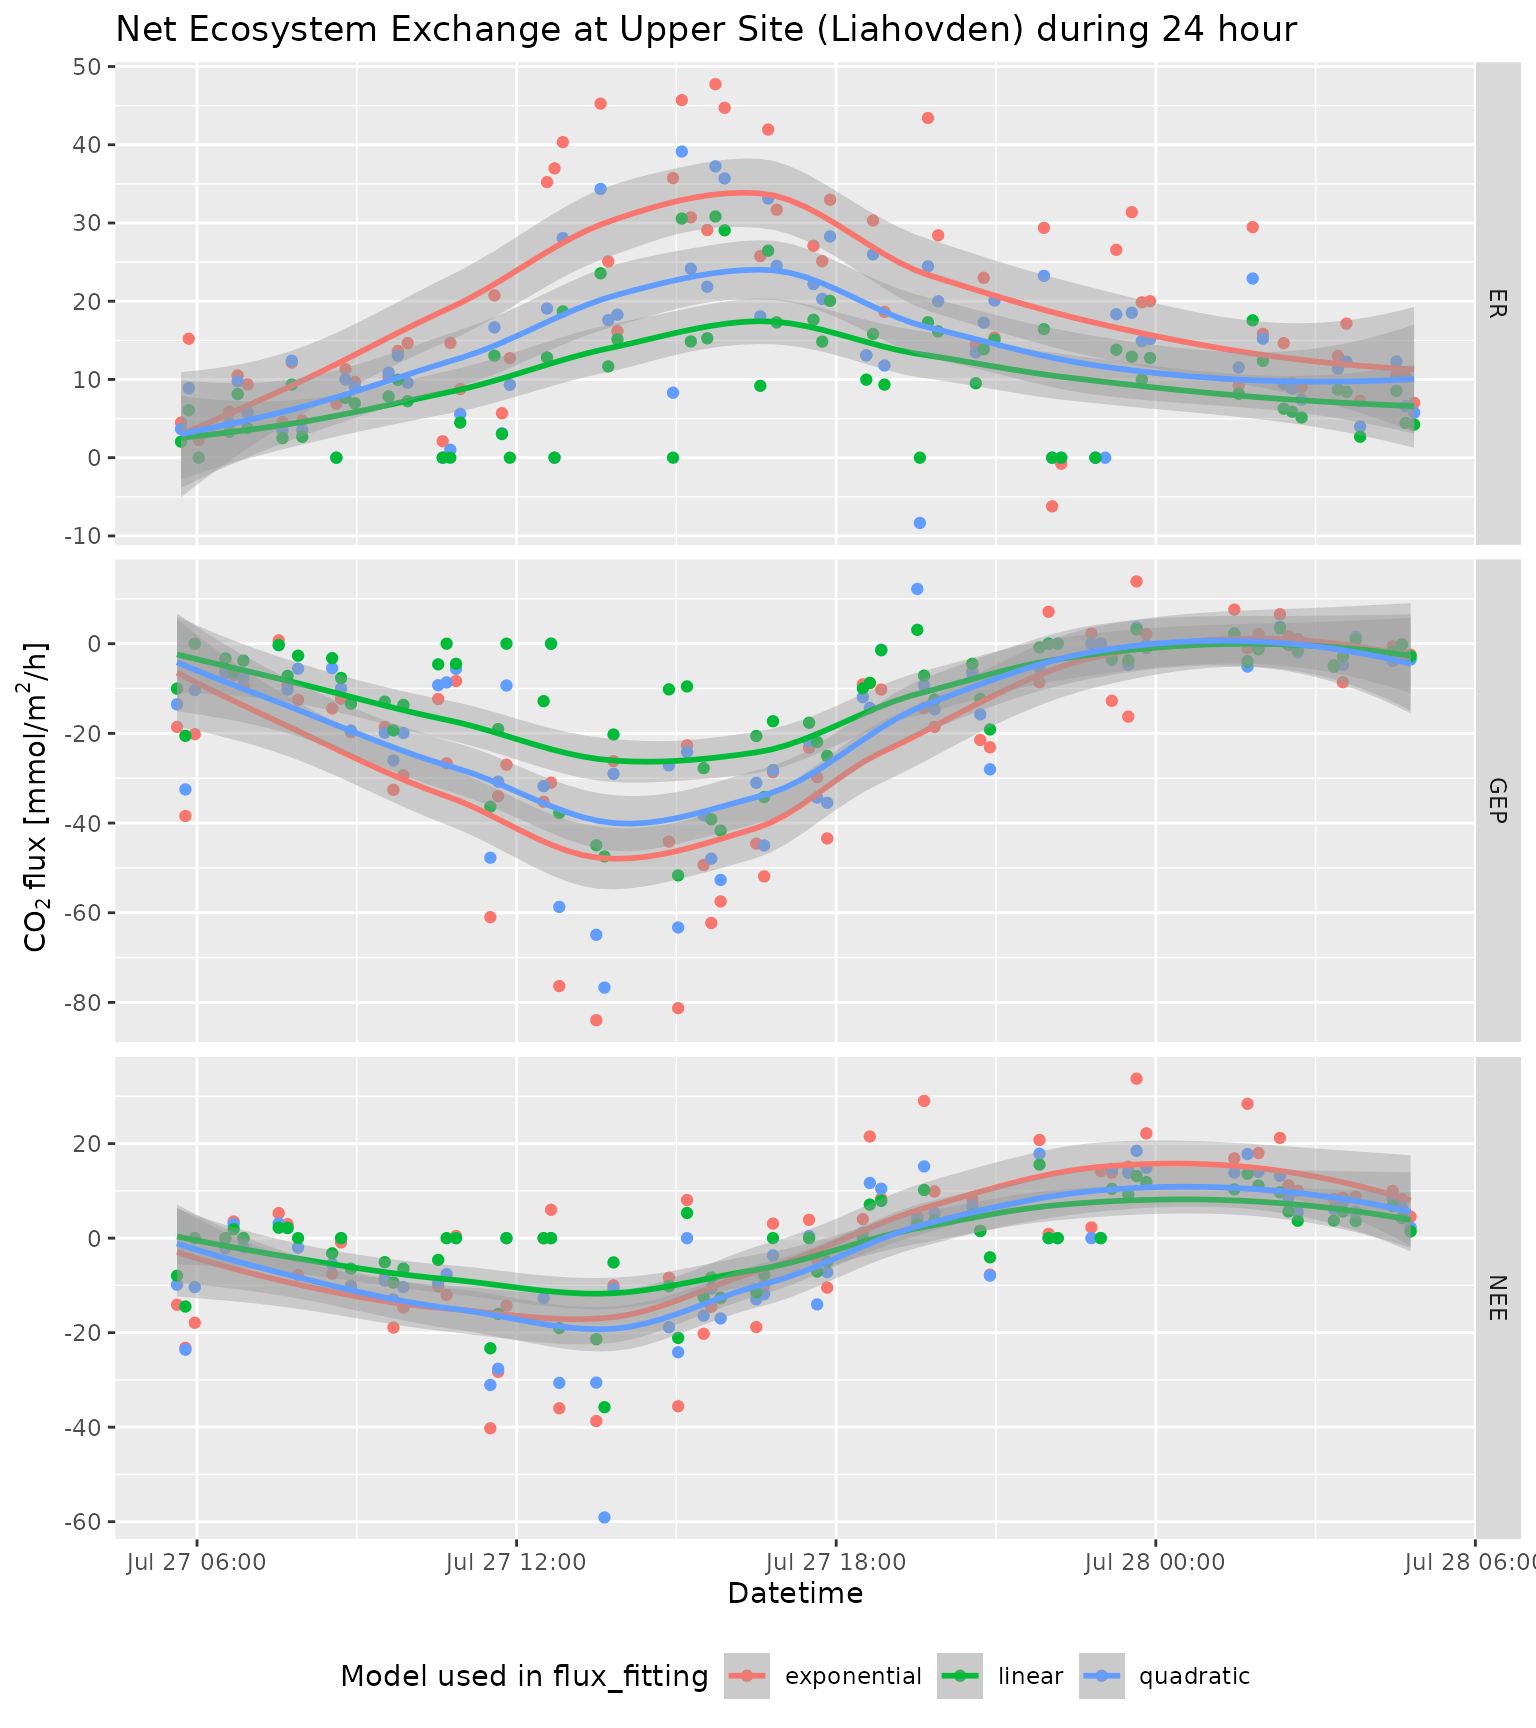 Net Ecosystem Exchange at Upper Site (Liahovden) during 24 hour
50
40
30
20
10
0
-10
ER
0
-20
-40
-60
-80
GEP
20
0
-20
-40
-60
NEE
CO2 flux [mmol/m2/h]
Jul 27 06:00 Jul 27 12:00 Jul 27 18:00 Jul 28 00:00 Jul 28 06:00
Datetime
Model used in flux_fitting exponential linear quadratic